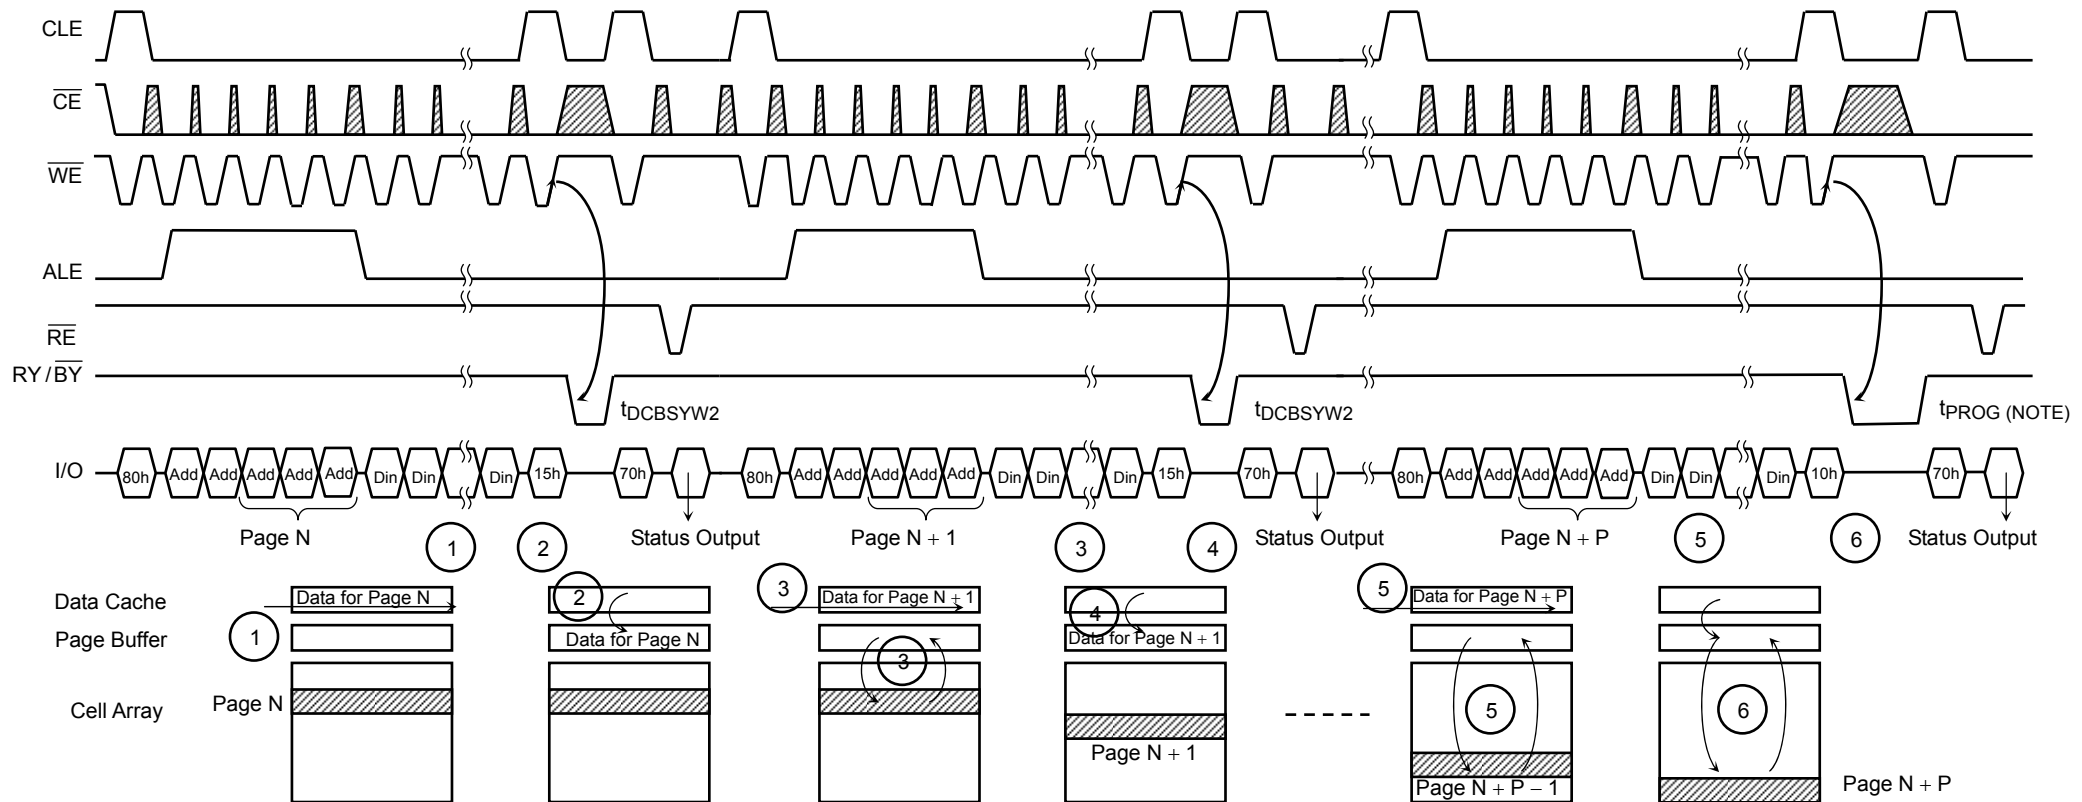 CLE
CE
WE
ALE
RE
RY / BY
tDCBSYW2 tDCBSYW2 tPROG (NOTE)
I/O 80h Add Add Add Add Add Din Din Din 15h 70h 80h Add Add Add Add Add Din Din Din 15h 70h 80h Add Add Add Add Add Din Din Din 10h 70h
Page N 1 2 Status Output Page N + 1 3 4 Status Output Page N + P 5 6 Status Output
Data Cache Data for Page N 2 3 Data for Page N + 1 4 5 Data for Page N + P
Page Buffer 1 Data for Page N 3 Data for Page N + 1
Cell Array Page N 5 6
Page N + 1
Page N + P − 1 Page N + P